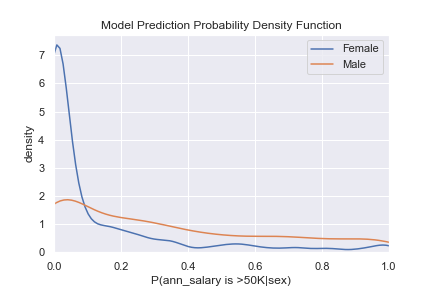 Model Prediction Probability Density Function
Female
Male
density
7
6
5
4
3
2
1
0
0.0 0.2 0.4 0.6 0.8 1.0
P(ann_salary is >50K|sex)